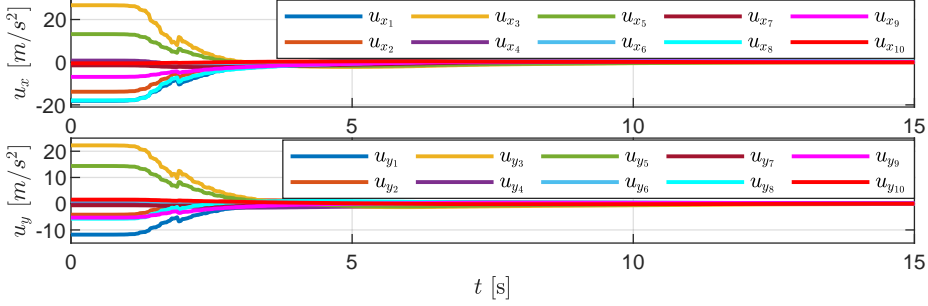 20
0
-20
u_x [m/s^2]
u_{x_1} u_{x_3} u_{x_5} u_{x_7} u_{x_9}
u_{x_2} u_{x_4} u_{x_6} u_{x_8} u_{x_{10}}
0 5 10 15
20
10
0
-10
u_y [m/s^2]
u_{y_1} u_{y_3} u_{y_5} u_{y_7} u_{y_9}
u_{y_2} u_{y_4} u_{y_6} u_{y_8} u_{y_{10}}
0 5 10 15
t [s]